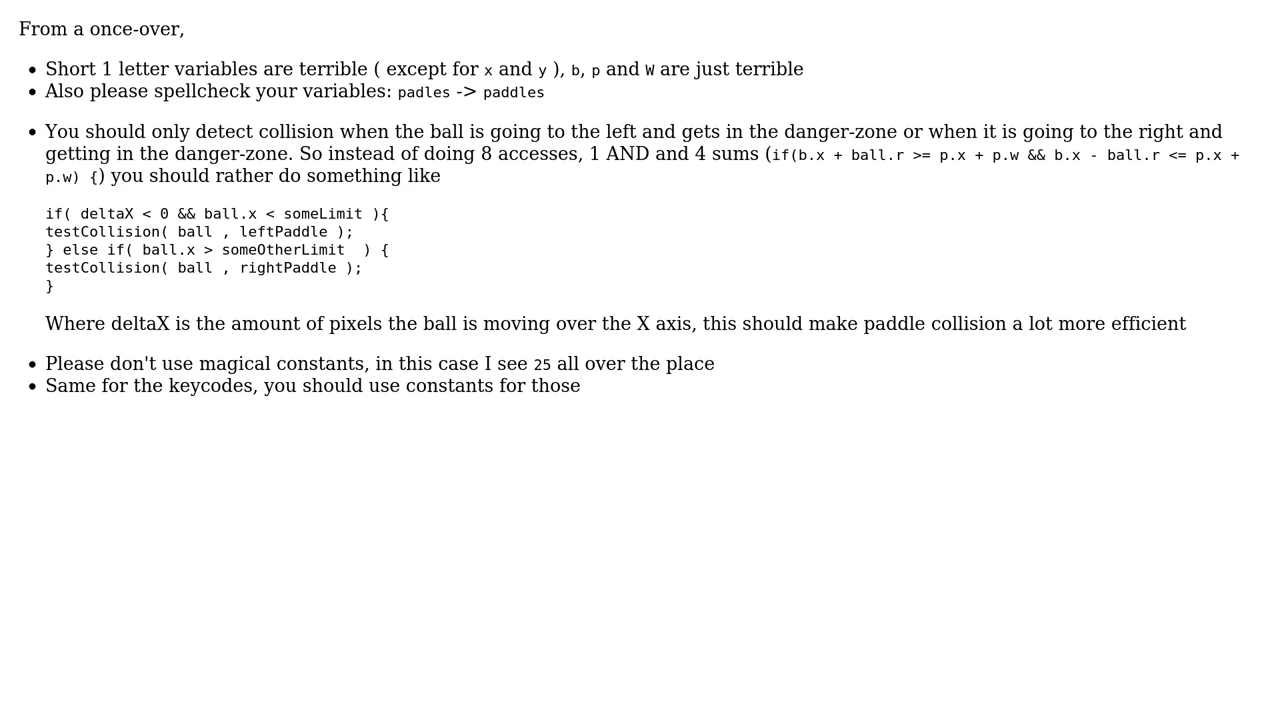 From a once-over,
Short 1 letter variables are terrible ( except for x and y ), b, p and W are just terrible
Also please spellcheck your variables: padles -> paddles
You should only detect collision when the ball is going to the left and gets in the danger-zone or when it is going to the right and
getting in the danger-zone. So instead of doing 8 accesses, 1 AND and 4 sums (if(b.x + ball.r >= p.x + p.w && b.x - ball.r <= p.x +
p.w) {) you should rather do something like
if( deltaX < 0 && ball.x < someLimit ){
testCollision( ball , leftPaddle );
} else if( ball.x > someOtherLimit  ) {
testCollision( ball , rightPaddle );
}
Where deltaX is the amount of pixels the ball is moving over the X axis, this should make paddle collision a lot more efficient
Please don't use magical constants, in this case I see 25 all over the place
Same for the keycodes, you should use constants for those